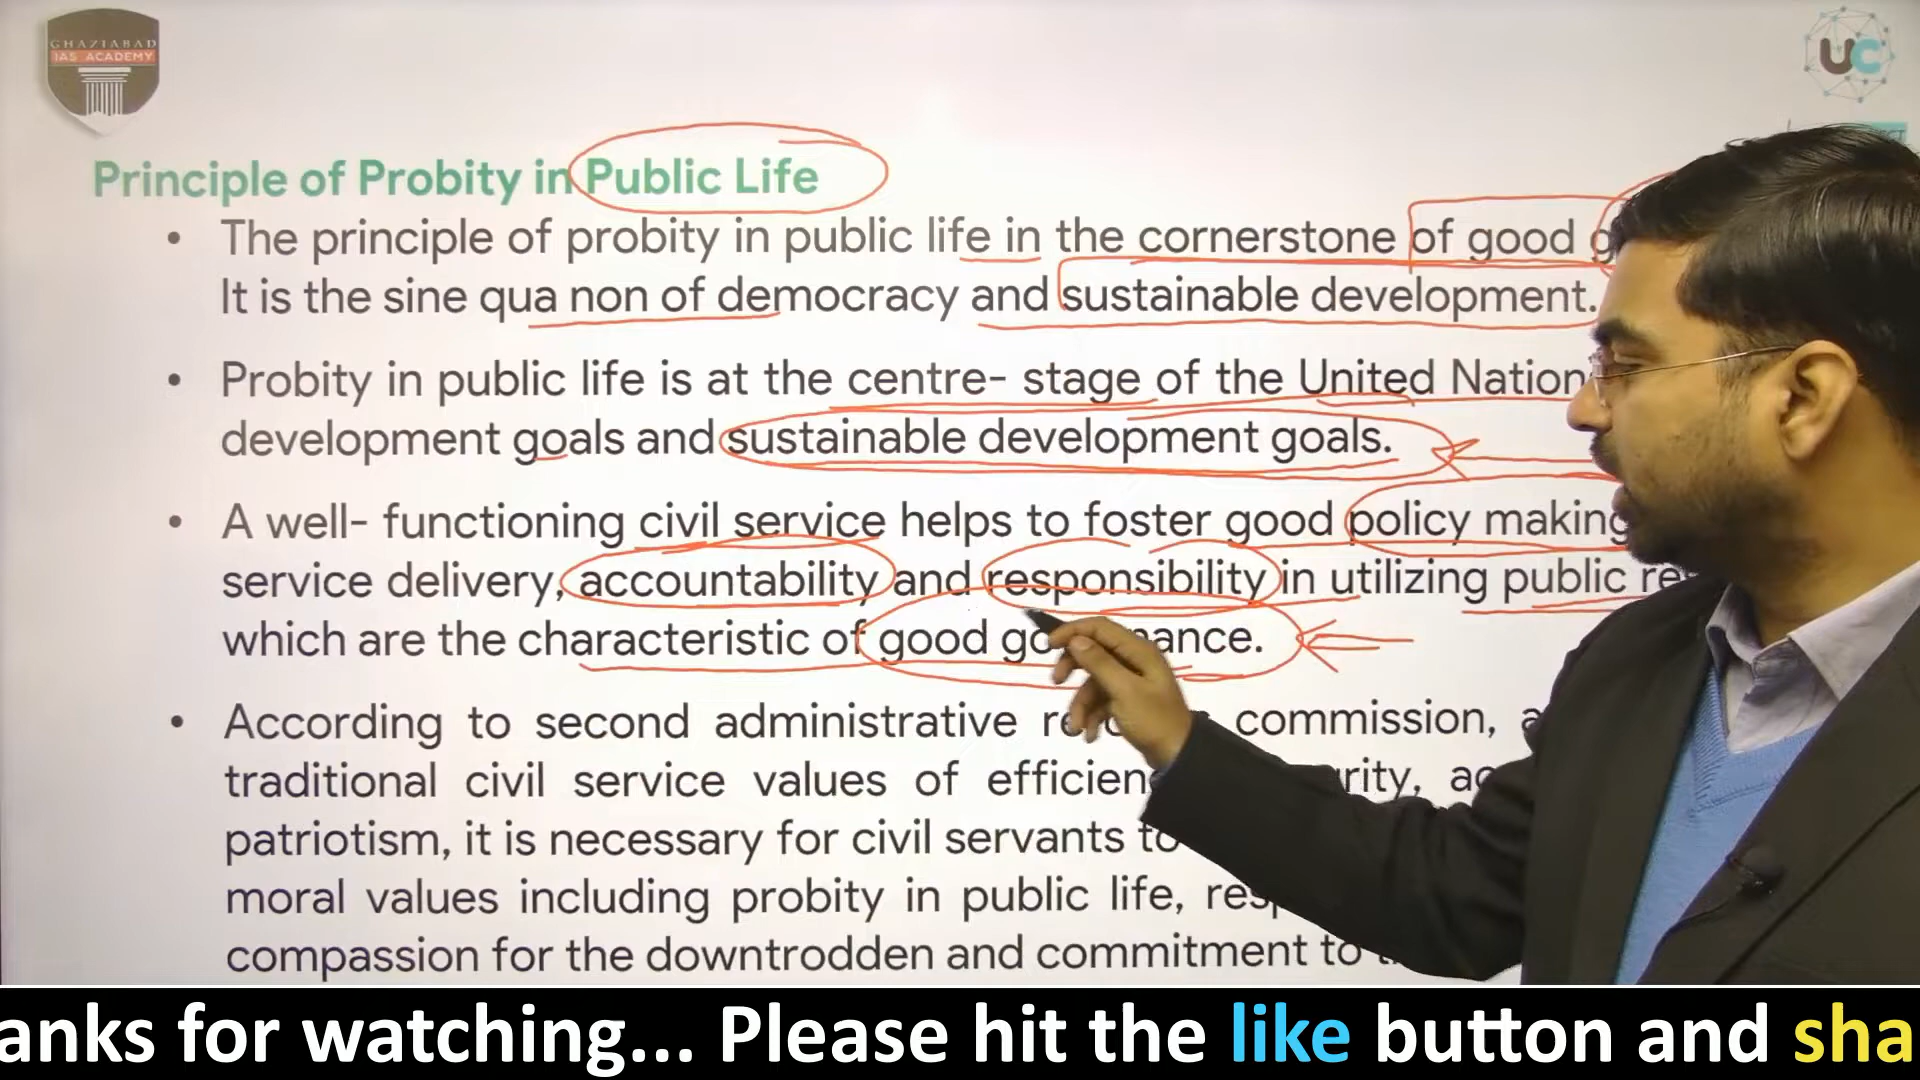 GHAZIABAD
IAS ACADEMY
UC
Principle of Probity in Public Life
• The principle of probity in public life in the cornerstone of good
It is the sine qua non of democracy and sustainable development.
• Probity in public life is at the centre- stage of the United
development goals and sustainable development goals.
• A well- functioning civil service helps to foster good policy making
service delivery, accountability and responsibility in utilizing public
which are the characteristic of good
• According to second administrative commission,
traditional civil service values of
patriotism, it is necessary for civil servants to
moral values including probity in public life,
compassion for the downtrodden and commitment to
for watching... Please hit the like button and